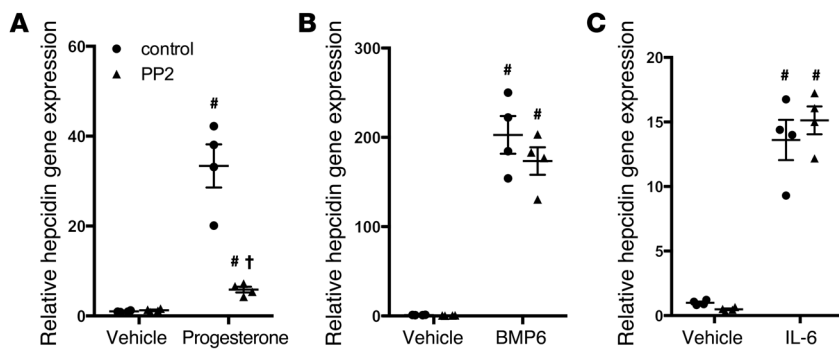 A
Relative hepcidin gene expression
60
40
20
0
control
PP2
#
# †
Vehicle
Progesterone
B
Relative hepcidin gene expression
300
200
100
0
#
#
Vehicle
BMP6
C
Relative hepcidin gene expression
20
15
10
5
0
# #
Vehicle
IL-6